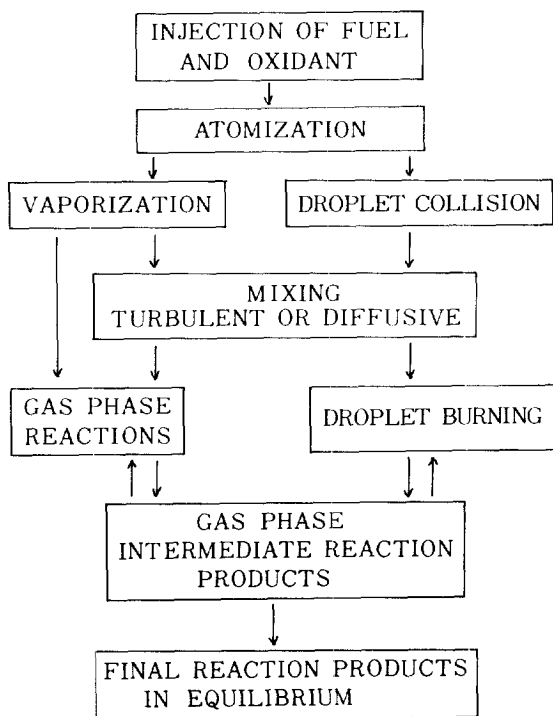 INJECTION OF FUEL
AND OXIDANT
ATOMIZATION
VAPORIZATION
DROPLET COLLISION
MIXING
TURBULENT OR DIFFUSIVE
GAS PHASE
REACTIONS
DROPLET BURNING
GAS PHASE
INTERMEDIATE REACTION
PRODUCTS
FINAL REACTION PRODUCTS
IN EQUILIBRIUM